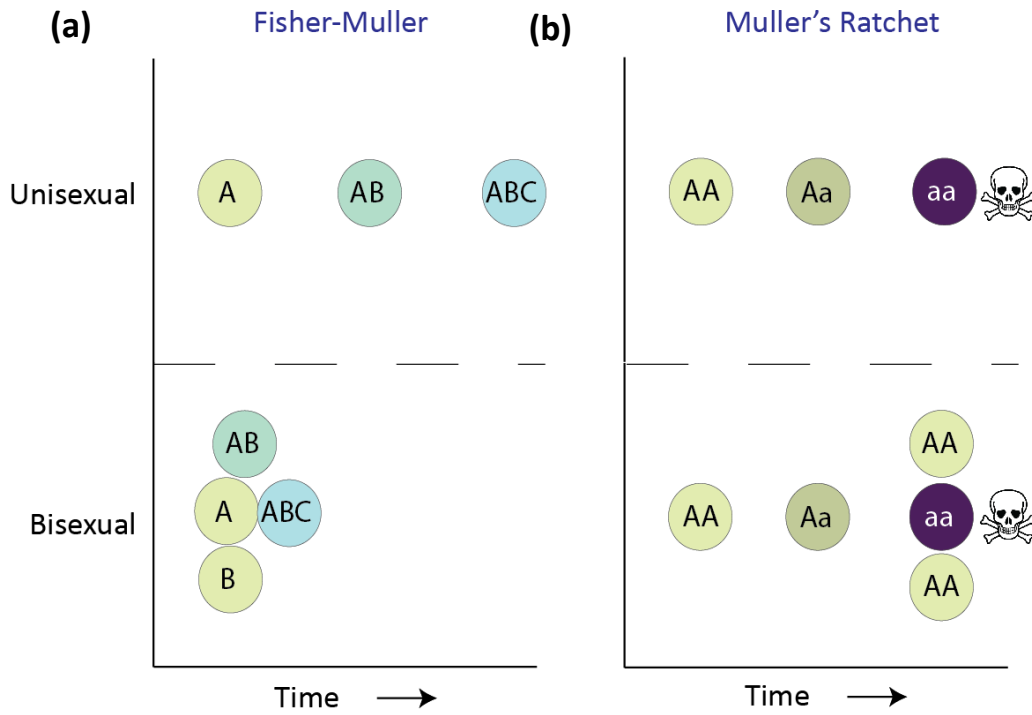 (a) Fisher-Muller
(b) Muller's Ratchet
Unisexual
A AB ABC
AA Aa aa
Bisexual
AB
A ABC
B
AA
AA Aa aa
AA
Time
Time